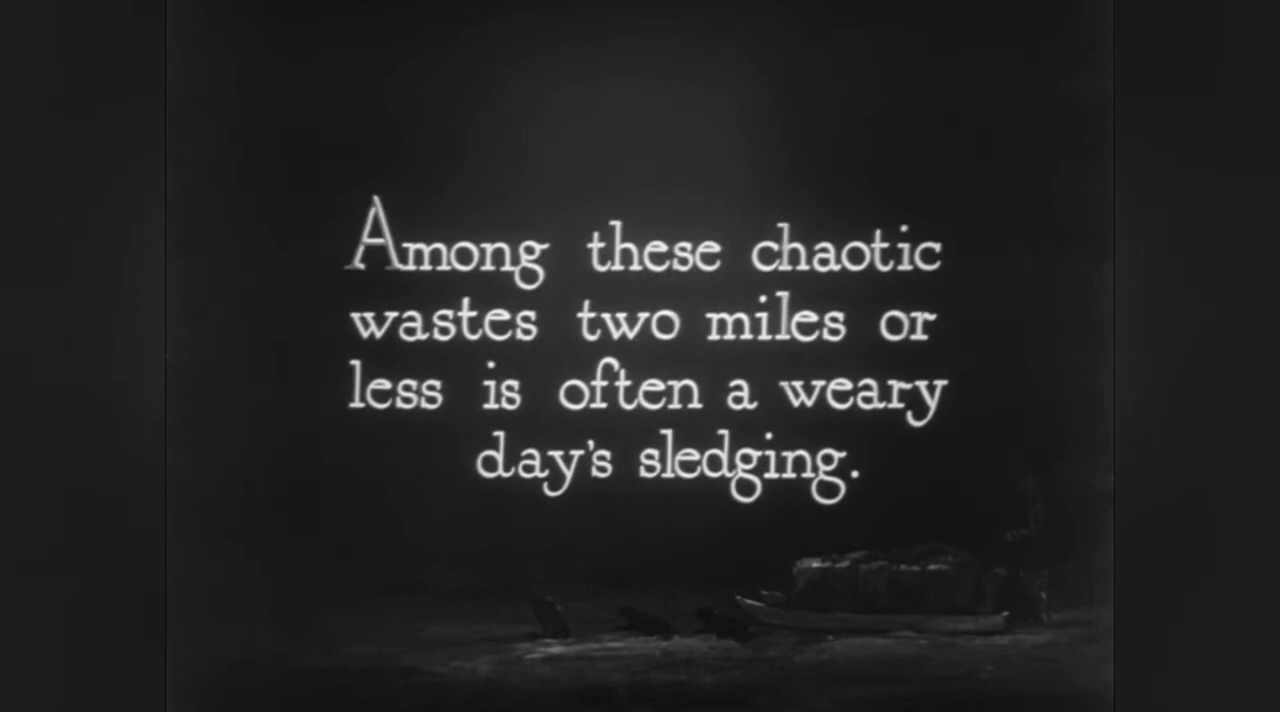 Among these chaotic
wastes two miles or
less is often a weary
day's sledging.